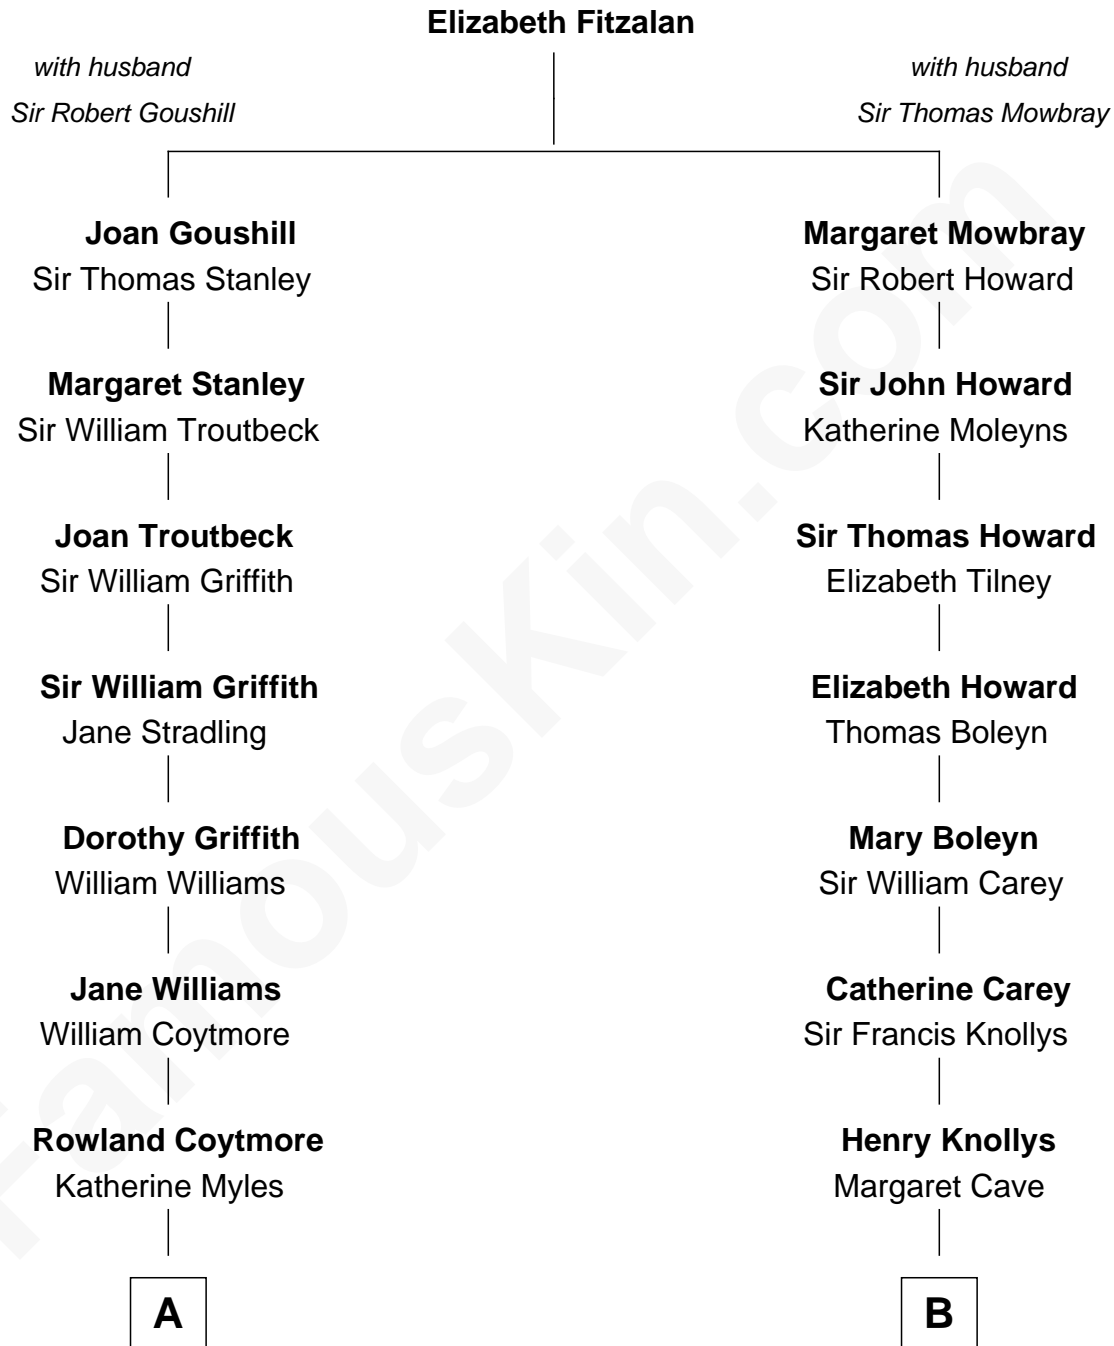 Elizabeth Fitzalan
with husband
Sir Robert Goushill
with husband
Sir Thomas Mowbray
Joan Goushill
Sir Thomas Stanley
Margaret Stanley
Sir William Troutbeck
Joan Troutbeck
Sir William Griffith
Sir William Griffith
Jane Stradling
Dorothy Griffith
William Williams
Jane Williams
William Coytmore
Rowland Coytmore
Katherine Myles
A
Margaret Mowbray
Sir Robert Howard
Sir John Howard
Katherine Moleyns
Sir Thomas Howard
Elizabeth Tilney
Elizabeth Howard
Thomas Boleyn
Mary Boleyn
Sir William Carey
Catherine Carey
Sir Francis Knollys
Henry Knollys
Margaret Cave
B
FamousKin.com